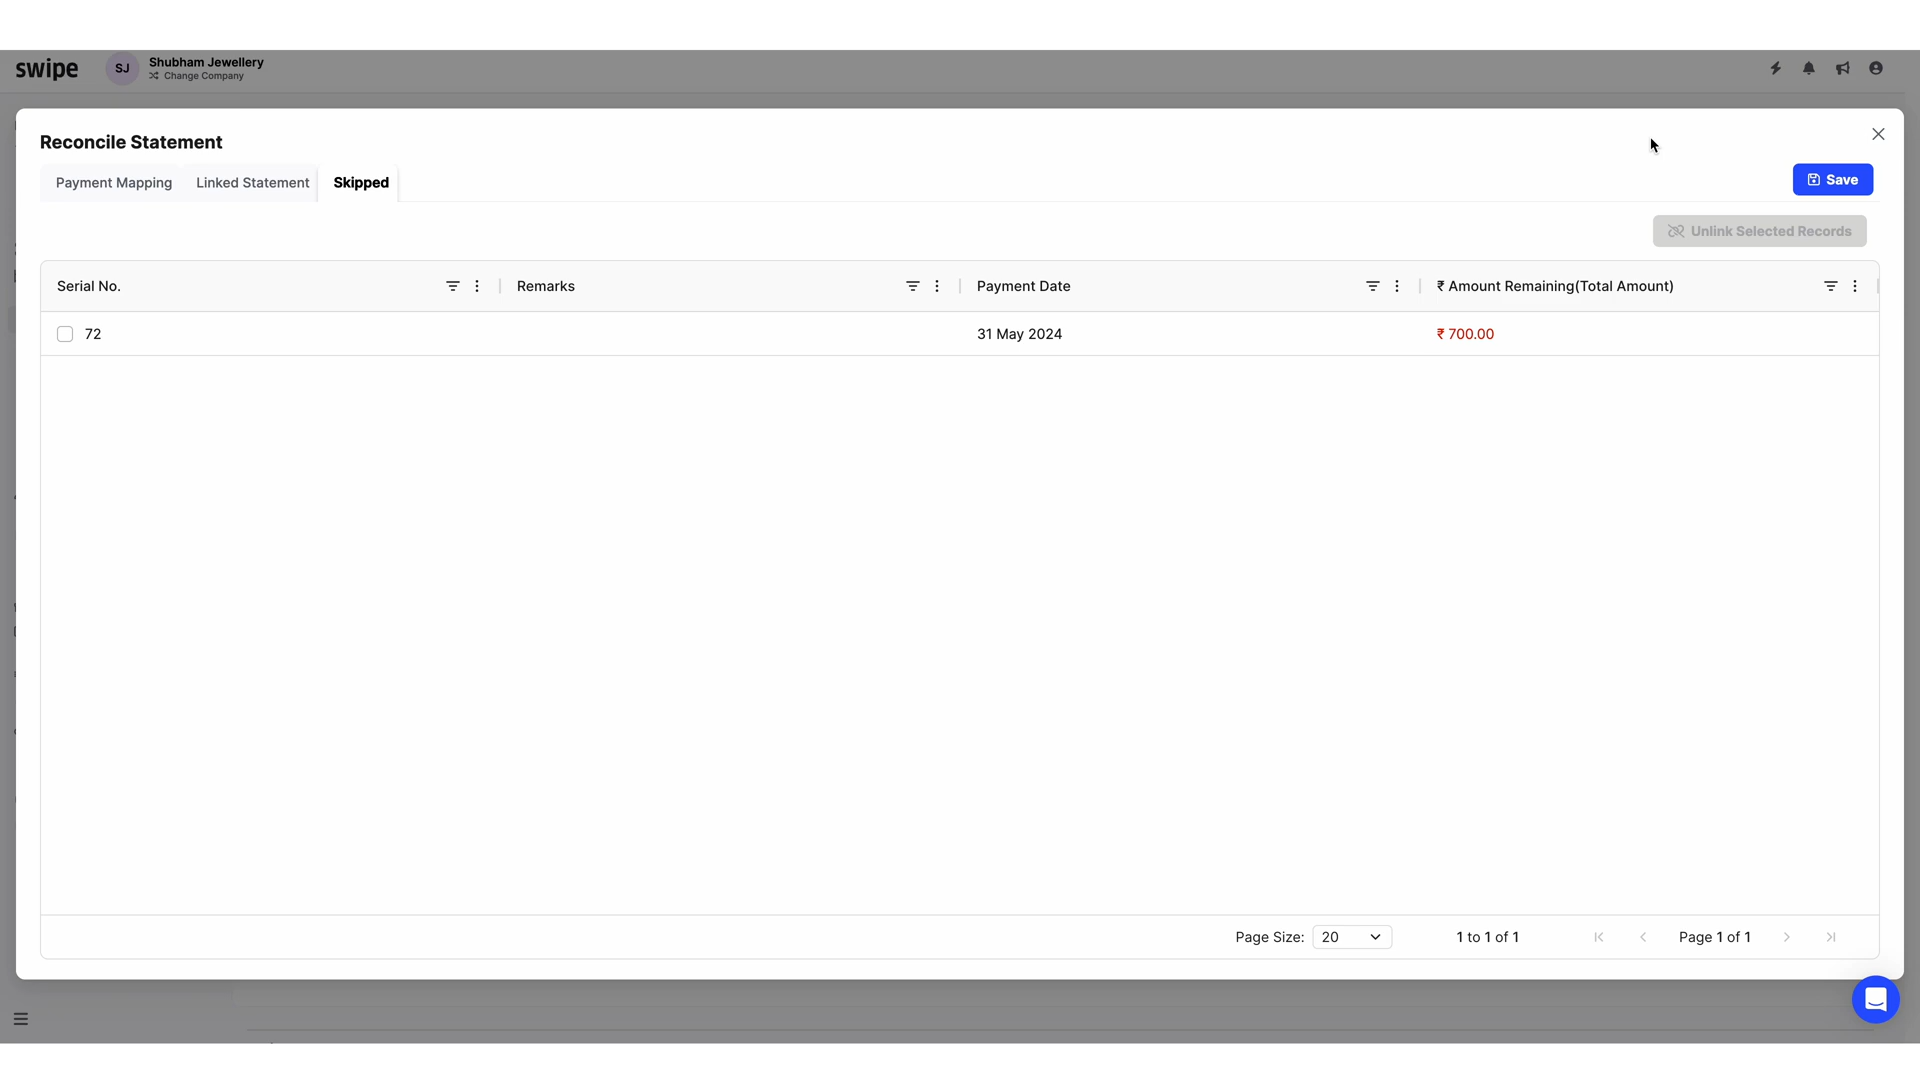 swipe
SJ
Shubham Jewellery
Change Company
Reconcile Statement
Payment Mapping
Linked Statement
Skipped
Save
Unlink Selected Records
Serial No.
Remarks
Payment Date
₹ Amount Remaining(Total Amount)
72
31 May 2024
₹ 700.00
Page Size:
20
1 to 1 of 1
Page 1 of 1